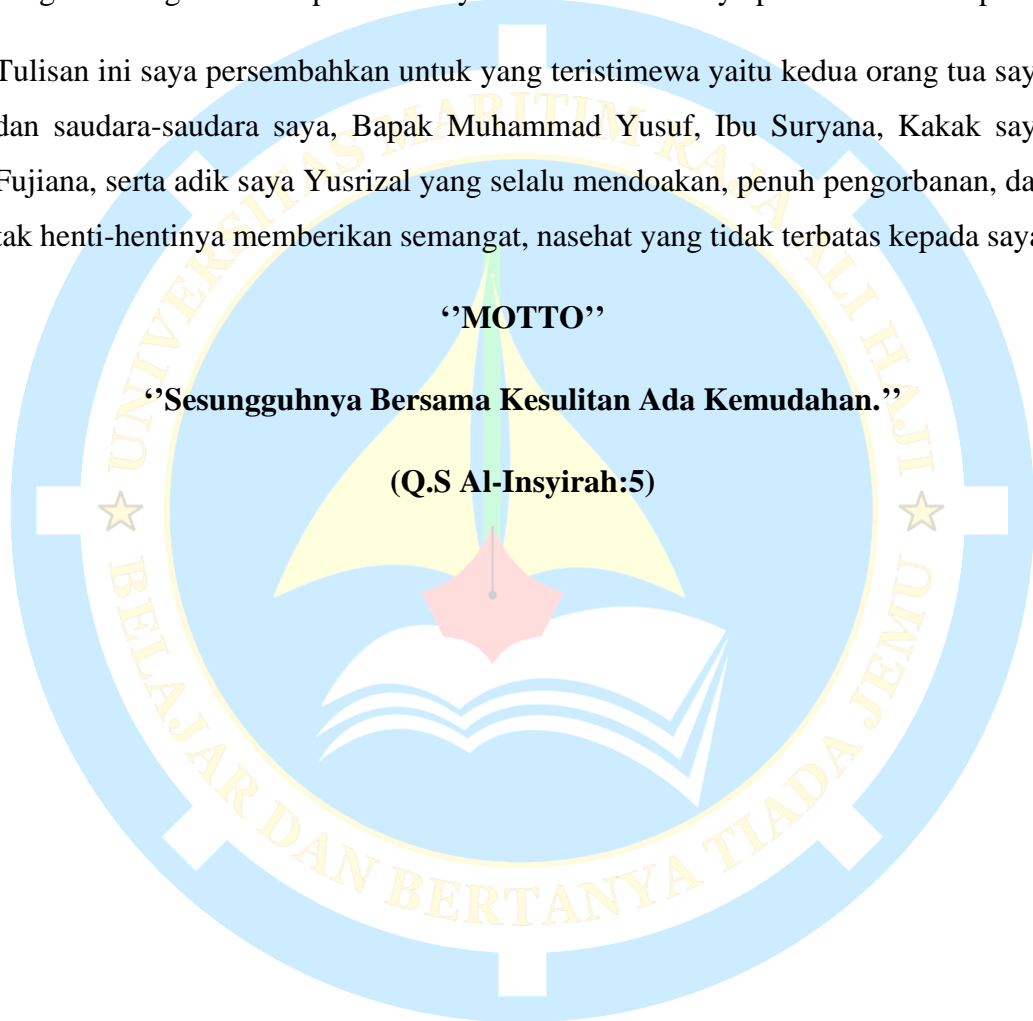 Tulisan ini saya persembahkan untuk yang teristimewa yaitu kedua orang tua say
dan saudara-saudara saya, Bapak Muhammad Yusuf, Ibu Suryana, Kakak say
Fujiana, serta adik saya Yusrizal yang selalu mendoakan, penuh pengorbanan, da
tak henti-hentinya memberikan semangat, nasehat yang tidak terbatas kepada saya
‘’MOTTO’’
‘’Sesungguhnya Bersama Kesulitan Ada Kemudahan.’’
(Q.S Al-Insyirah:5)
UNIVERSITAS MARITIM RAJA ALI HAJI
BELAJAR DAN BERTANYA TIADA JEMU